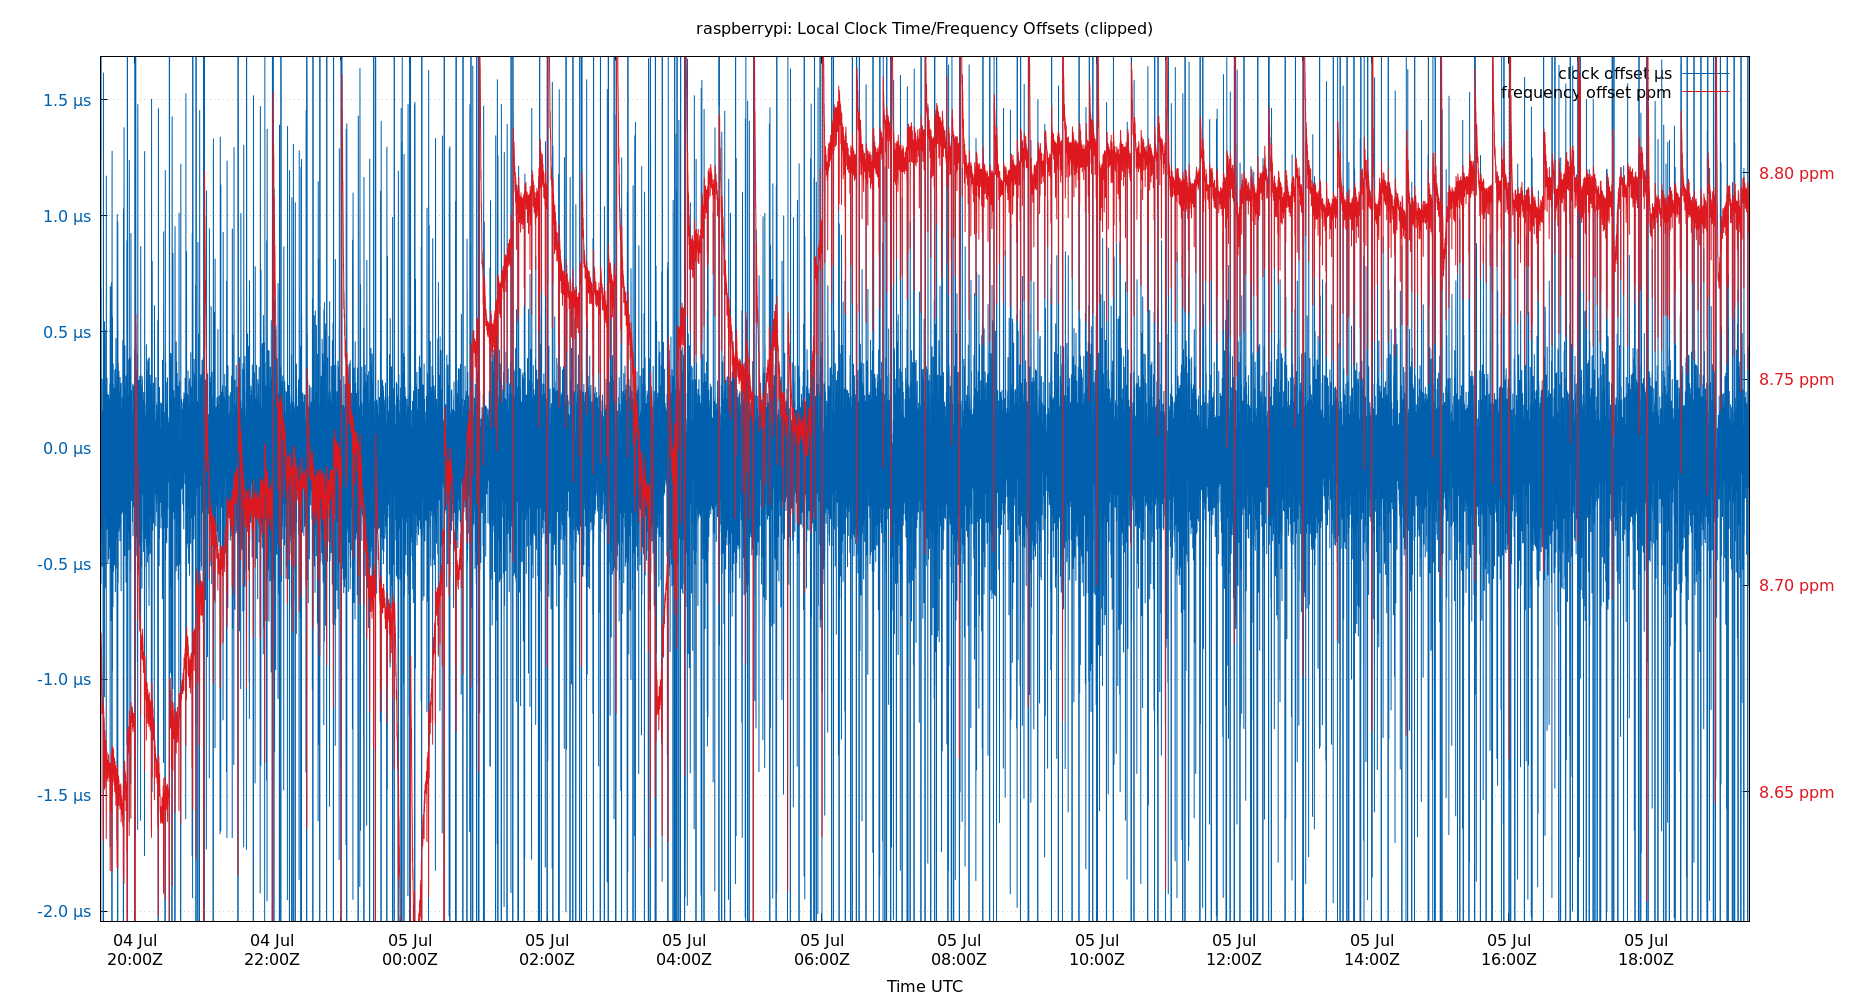 raspberrypi: Local Clock Time/Frequency Offsets (clipped)
clock offset µs
frequency offset ppm
1.5 µs
1.0 µs
0.5 µs
0.0 µs
-0.5 µs
-1.0 µs
-1.5 µs
-2.0 µs
8.80 ppm
8.75 ppm
8.70 ppm
8.65 ppm
04 Jul 04 Jul 05 Jul 05 Jul 05 Jul 05 Jul 05 Jul 05 Jul 05 Jul 05 Jul 05 Jul 05 Jul
20:00Z 22:00Z 00:00Z 02:00Z 04:00Z 06:00Z 08:00Z 10:00Z 12:00Z 14:00Z 16:00Z 18:00Z
Time UTC